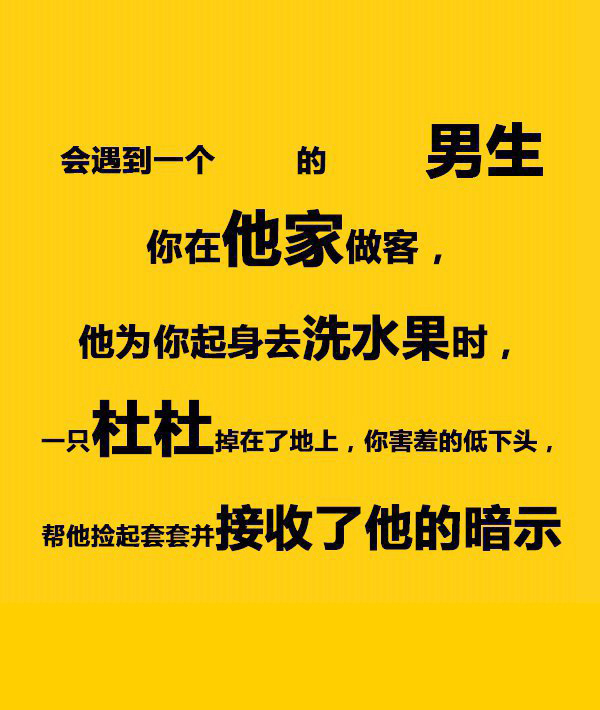 会遇到一个 的 男生
你在他家做客，
他为你起身去洗水果时，
一只杜杜掉在了地上，你害羞的低下头，
帮他捡起套套并接收了他的暗示